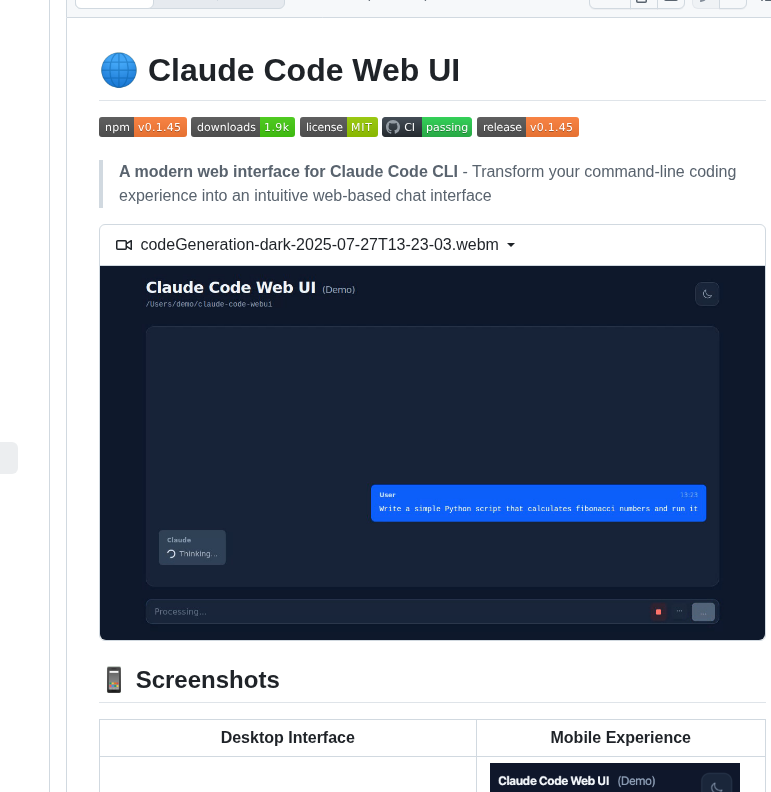 Claude Code Web UI
npm v0.1.45 downloads 1.9k license MIT CI passing release v0.1.45
A modern web interface for Claude Code CLI - Transform your command-line coding
experience into an intuitive web-based chat interface
codeGeneration-dark-2025-07-27T13-23-03.webm
Claude Code Web UI (Demo)
/Users/demo/claude-code-webui
User 13:23
Write a simple Python script that calculates fibonacci numbers and run it
Claude
Thinking...
Processing...
...
Screenshots
Desktop Interface Mobile Experience
Claude Code Web UI (Demo)